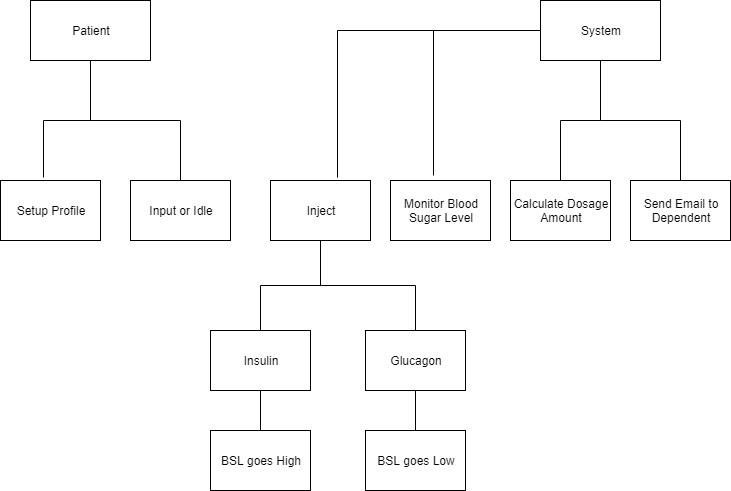 Patient
System
Setup Profile
Input or Idle
Inject
Monitor Blood
Sugar Level
Calculate Dosage
Amount
Send Email to
Dependent
Insulin
Glucagon
BSL goes High
BSL goes Low